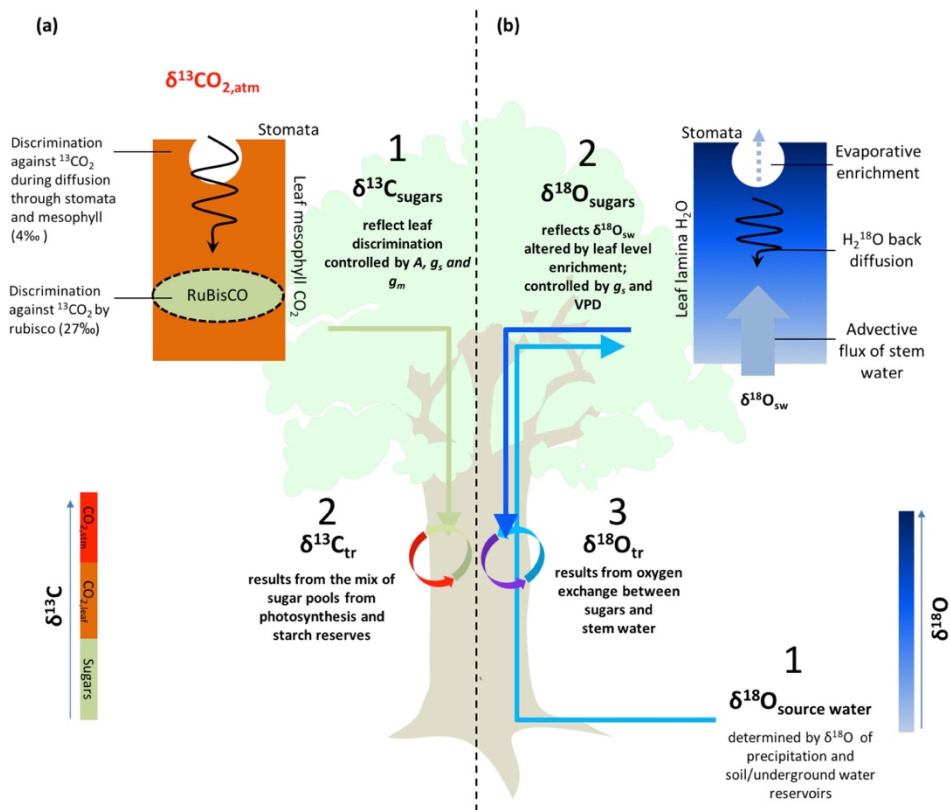 (a)
δ13CO2,atm
Stomata
Discrimination
against 13CO2
during diffusion
through stomata
and mesophyll
(4‰ )
Leaf mesophyll CO2
RuBisCO
Discrimination
against 13CO2 by
rubisco (27‰)
1
δ13Csugars
reflect leaf
discrimination
controlled by A, gs and
gm
2
δ13Ctr
results from the mix of
sugar pools from
photosynthesis and
starch reserves
δ13C
CO2,atm
CO2,leaf
Sugars
(b)
2
δ18Osugars
reflects δ18Osw
altered by leaf level
enrichment;
controlled by gs and
VPD
Stomata
Leaf lamina H2O
Evaporative
enrichment
H218O back
diffusion
Advective
flux of stem
water
δ18Osw
3
δ18Otr
results from oxygen
exchange between
sugars and
stem water
1
δ18Osource water
determined by δ18O of
precipitation and
soil/underground water
reservoirs
δ18O